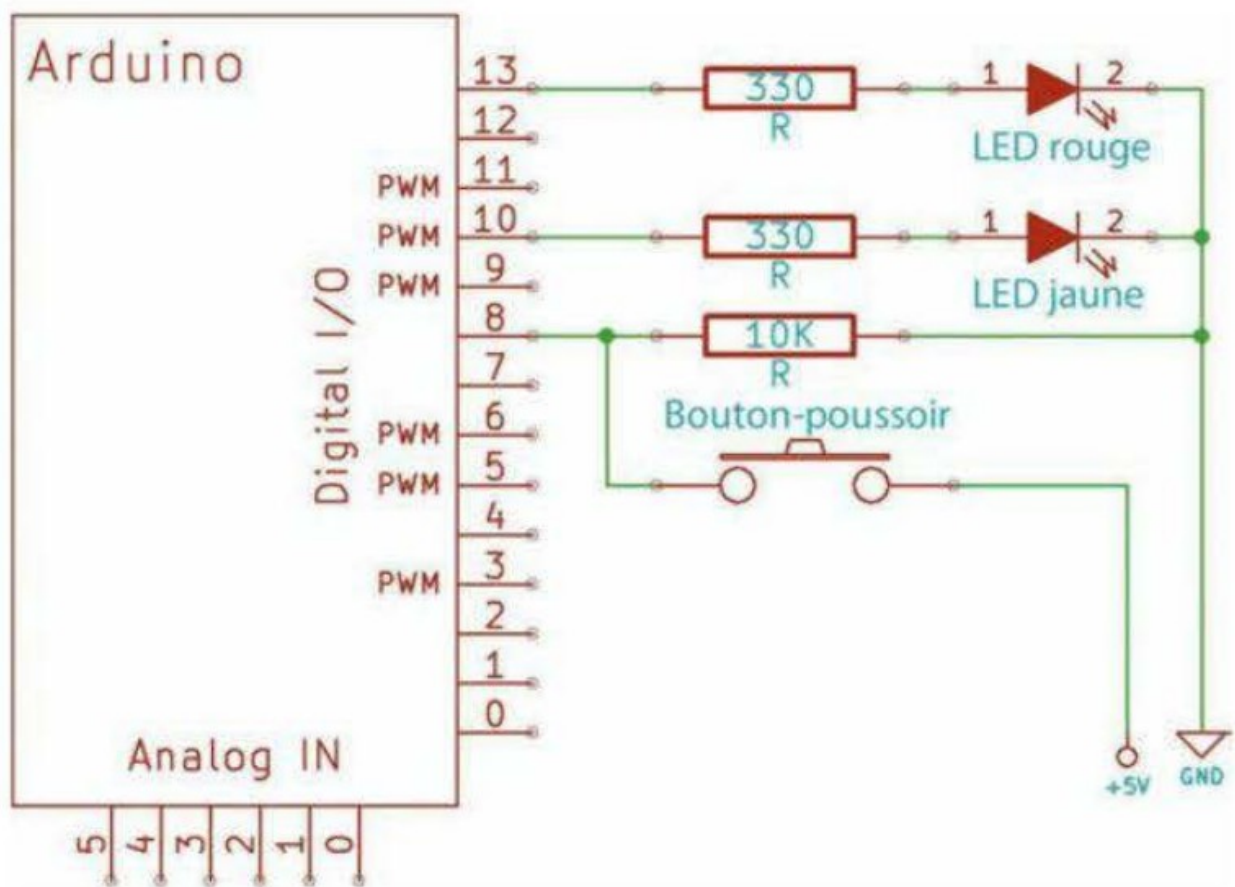 Arduino
13
330
R
1
2
LED rouge
12
PWM 11
PWM 10
330
R
1
2
LED jaune
PWM 9
8
10K
R
7
Bouton-poussoir
PWM 6
PWM 5
4
PWM 3
2
1
0
Digital I/O
Analog IN
5 4 3 2 1 0
+5V
GND